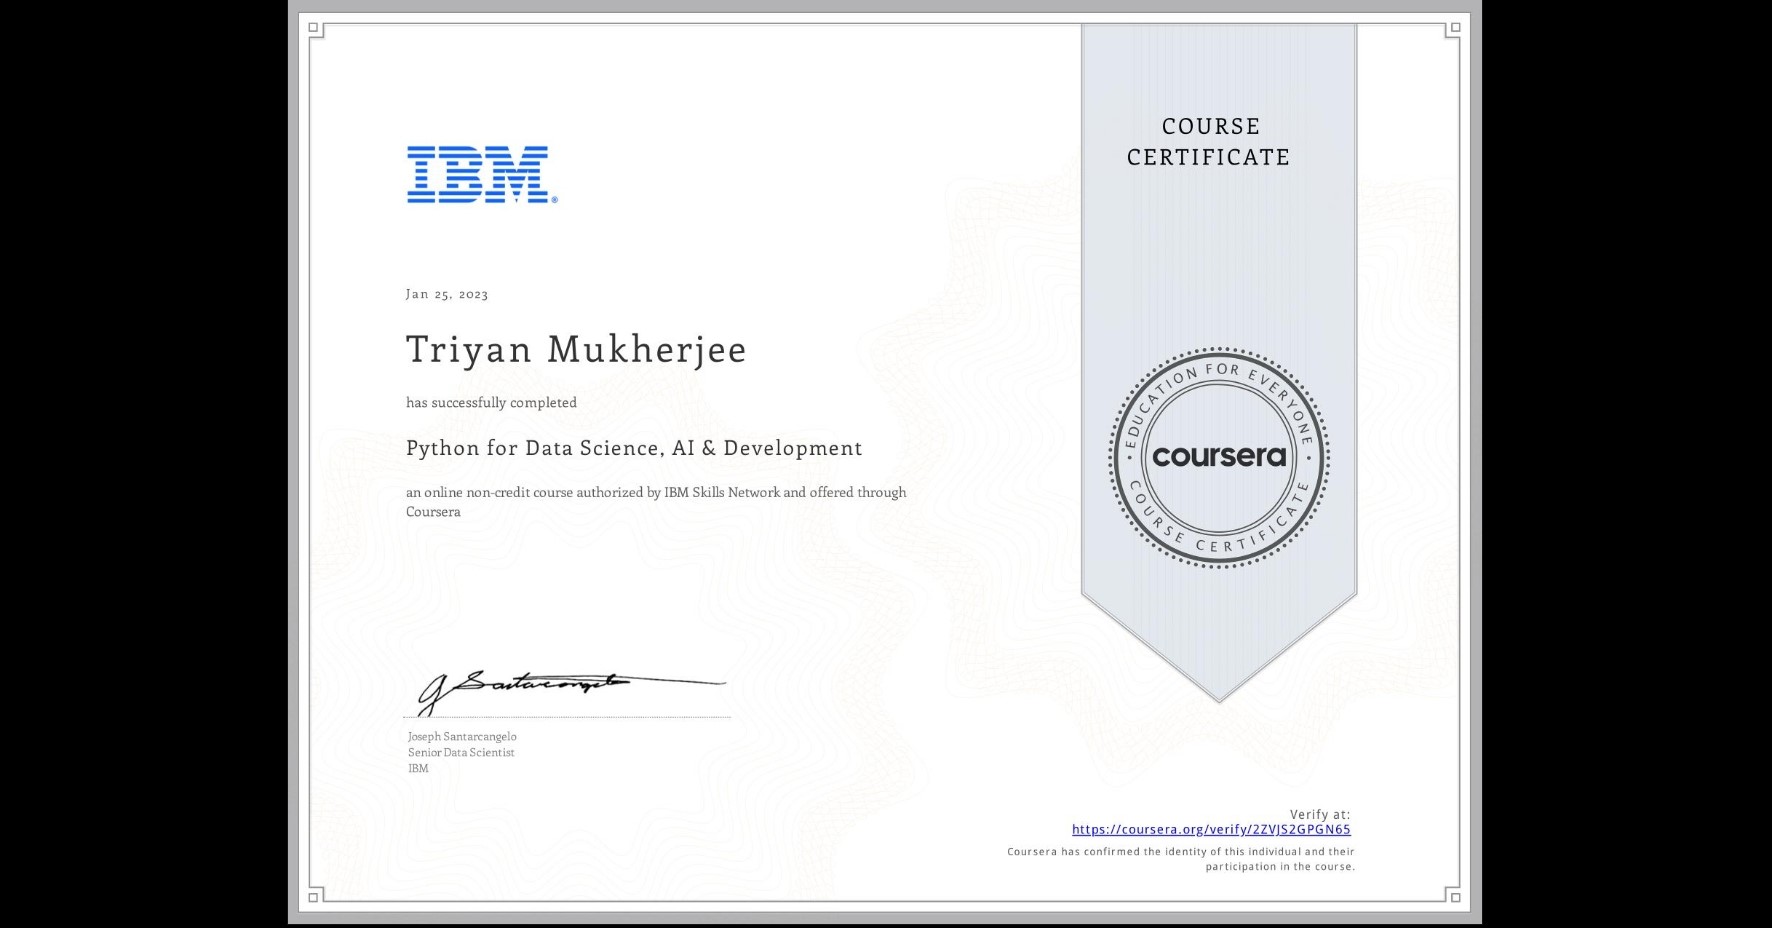 COURSE
CERTIFICATE
IBM®
Jan 25, 2023
Triyan Mukherjee
has successfully completed
Python for Data Science, AI & Development
an online non-credit course authorized by IBM Skills Network and offered through
Coursera
EDUCATION FOR EVERYONE
coursera
COURSE CERTIFICATE
J Santarcangelo
Joseph Santarcangelo
Senior Data Scientist
IBM
Verify at:
https://coursera.org/verify/2ZVJS2GPGN65
Coursera has confirmed the identity of this individual and their
participation in the course.